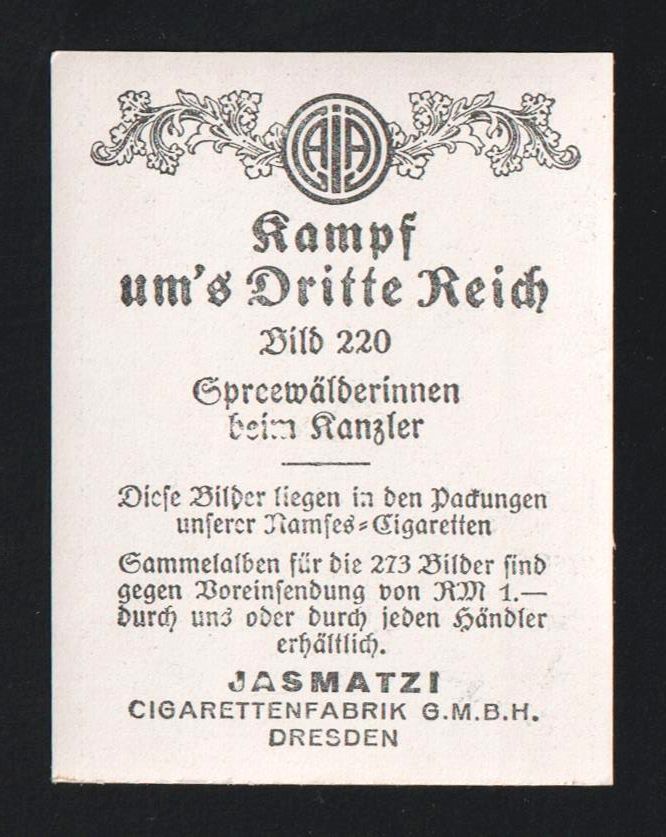 AIA
Kampf
um's Dritte Reich
Bild 220
Spreewälderinnen
beim Kanzler
Diese Bilder liegen in den Packungen
unserer Ramses=Cigaretten
Sammelalben für die 273 Bilder sind
gegen Voreinsendung von RM 1.—
durch uns oder durch jeden Händler
erhältlich.
JASMATZI
CIGARETTENFABRIK G.M.B.H.
DRESDEN